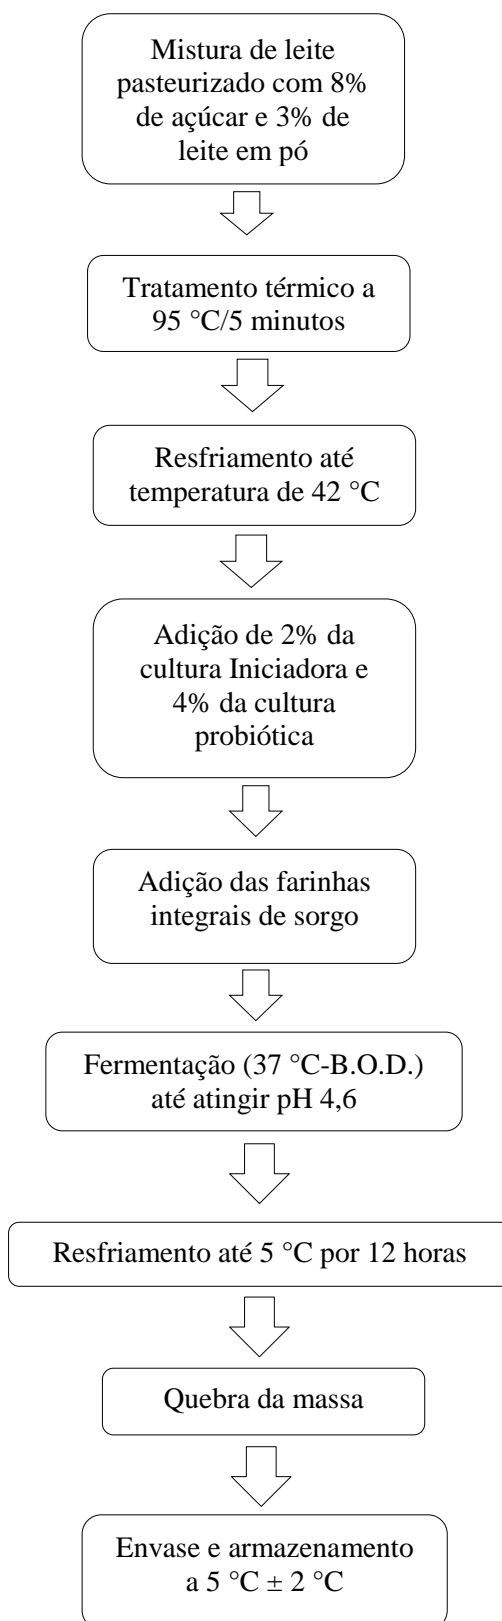 Mistura de leite
pasteurizado com 8%
de açúcar e 3% de
leite em pó
Tratamento térmico a
95 °C/5 minutos
Resfriamento até
temperatura de 42 °C
Adição de 2% da
cultura Iniciadora e
4% da cultura
probiótica
Adição das farinhas
integrais de sorgo
Fermentação (37 °C-B.O.D.)
até atingir pH 4,6
Resfriamento até 5 °C por 12 horas
Quebra da massa
Envase e armazenamento
a 5 °C ± 2 °C